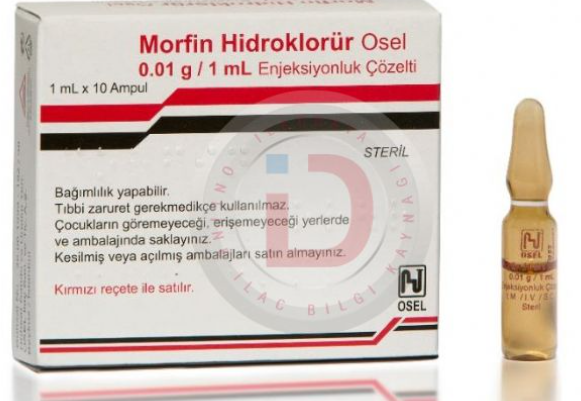 Morfin Hidroklorür Osel
0.01 g / 1 mL Enjeksiyonluk Çözelti
1 mL x 10 Ampul
STERİL
Bağımlılık yapabilir.
Tıbbi zaruret gerekmedikçe kullanılmaz.
Çocukların göremeyeceği, erişemeyeceği yerlerde
ve ambalajında saklayınız.
Kesilmiş veya açılmış ambalajları satın almayınız.
Kırmızı reçete ile satılır.
OSEL
OSEL
0.01 g / 1 mL
Enjeksiyonluk Çözelti
Steril
İLAÇ BİLGİ KAYNAĞI